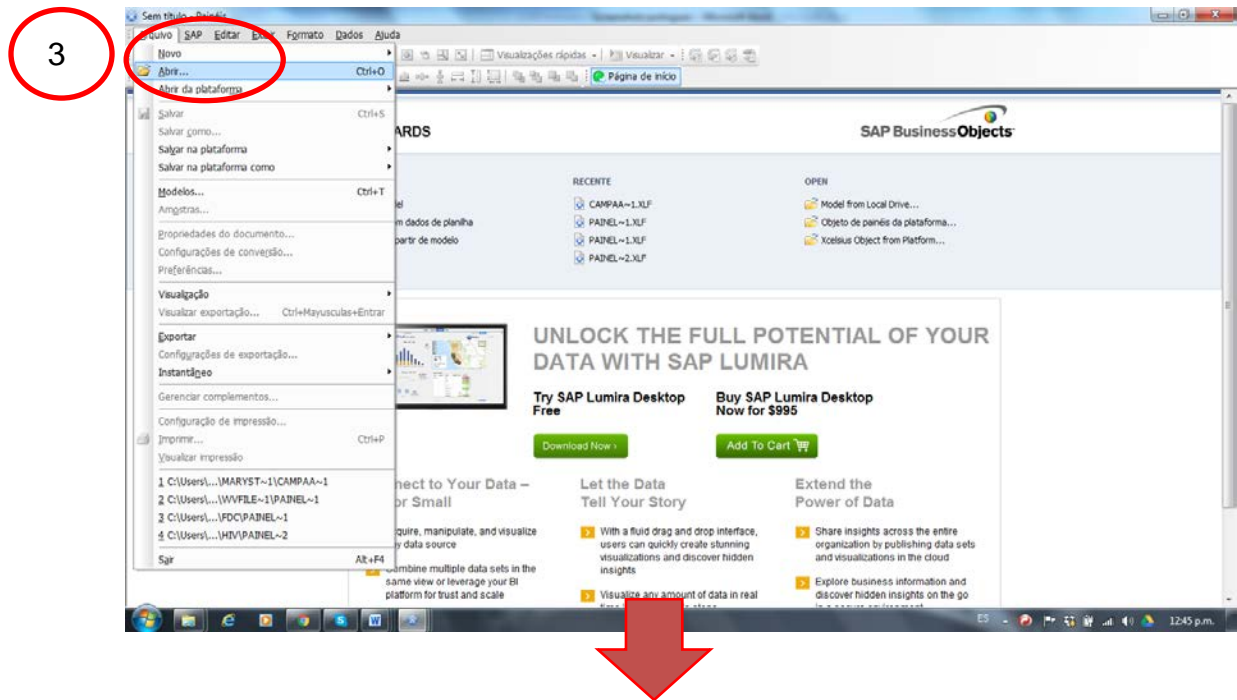 3
Sem título - Painéis
SAP Editar Formato Dados Ajuda
Novo
Visualizações rápidas
Visualizar
Abrir... Ctrl+O
Página de início
Abrir da plataforma
Salvar Ctrl+S
Salvar como...
ARDS
SAP BusinessObjects
Salvar na plataforma
Salvar na plataforma como
RECENTE
OPEN
Modelos... Ctrl+T
el
CAMPAA~1.XLF
Model from Local Drive...
Amostras...
m dados de planilha
PAINEL~1.XLF
Objeto de painéis da plataforma...
Propriedades do documento...
partir de modelo
PAINEL~1.XLF
Xcelsius Object from Platform...
Configurações de conversão...
PAINEL~2.XLF
Preferências...
Visualização
Visualizar exportação... Ctrl+Mayusculas+Entrar
Exportar
Configurações de exportação...
Instantâneo
Gerenciar complementos...
Configuração de impressão...
Imprimir... Ctrl+P
Visualizar impressão
1 C:\Users\...\MARYST~1\CAMPAA~1
2 C:\Users\...\WVFILE~1\PAINEL~1
3 C:\Users\...\FDC\PAINEL~1
4 C:\Users\...\HIV\PAINEL~2
Sair Alt+F4
UNLOCK THE FULL POTENTIAL OF YOUR
DATA WITH SAP LUMIRA
Try SAP Lumira Desktop
Free
Buy SAP Lumira Desktop
Now for $995
Download Now ›
Add To Cart
nect to Your Data –
or Small
quire, manipulate, and visualize
y data source
Combine multiple data sets in the
same view or leverage your BI
platform for trust and scale
Let the Data
Tell Your Story
With a fluid drag and drop interface,
users can quickly create stunning
visualizations and discover hidden
insights
Visualize any amount of data in real
Extend the
Power of Data
Share insights across the entire
organization by publishing data sets
and visualizations in the cloud
Explore business information and
discover hidden insights on the go
in a secure environment
ES
12:45 p.m.